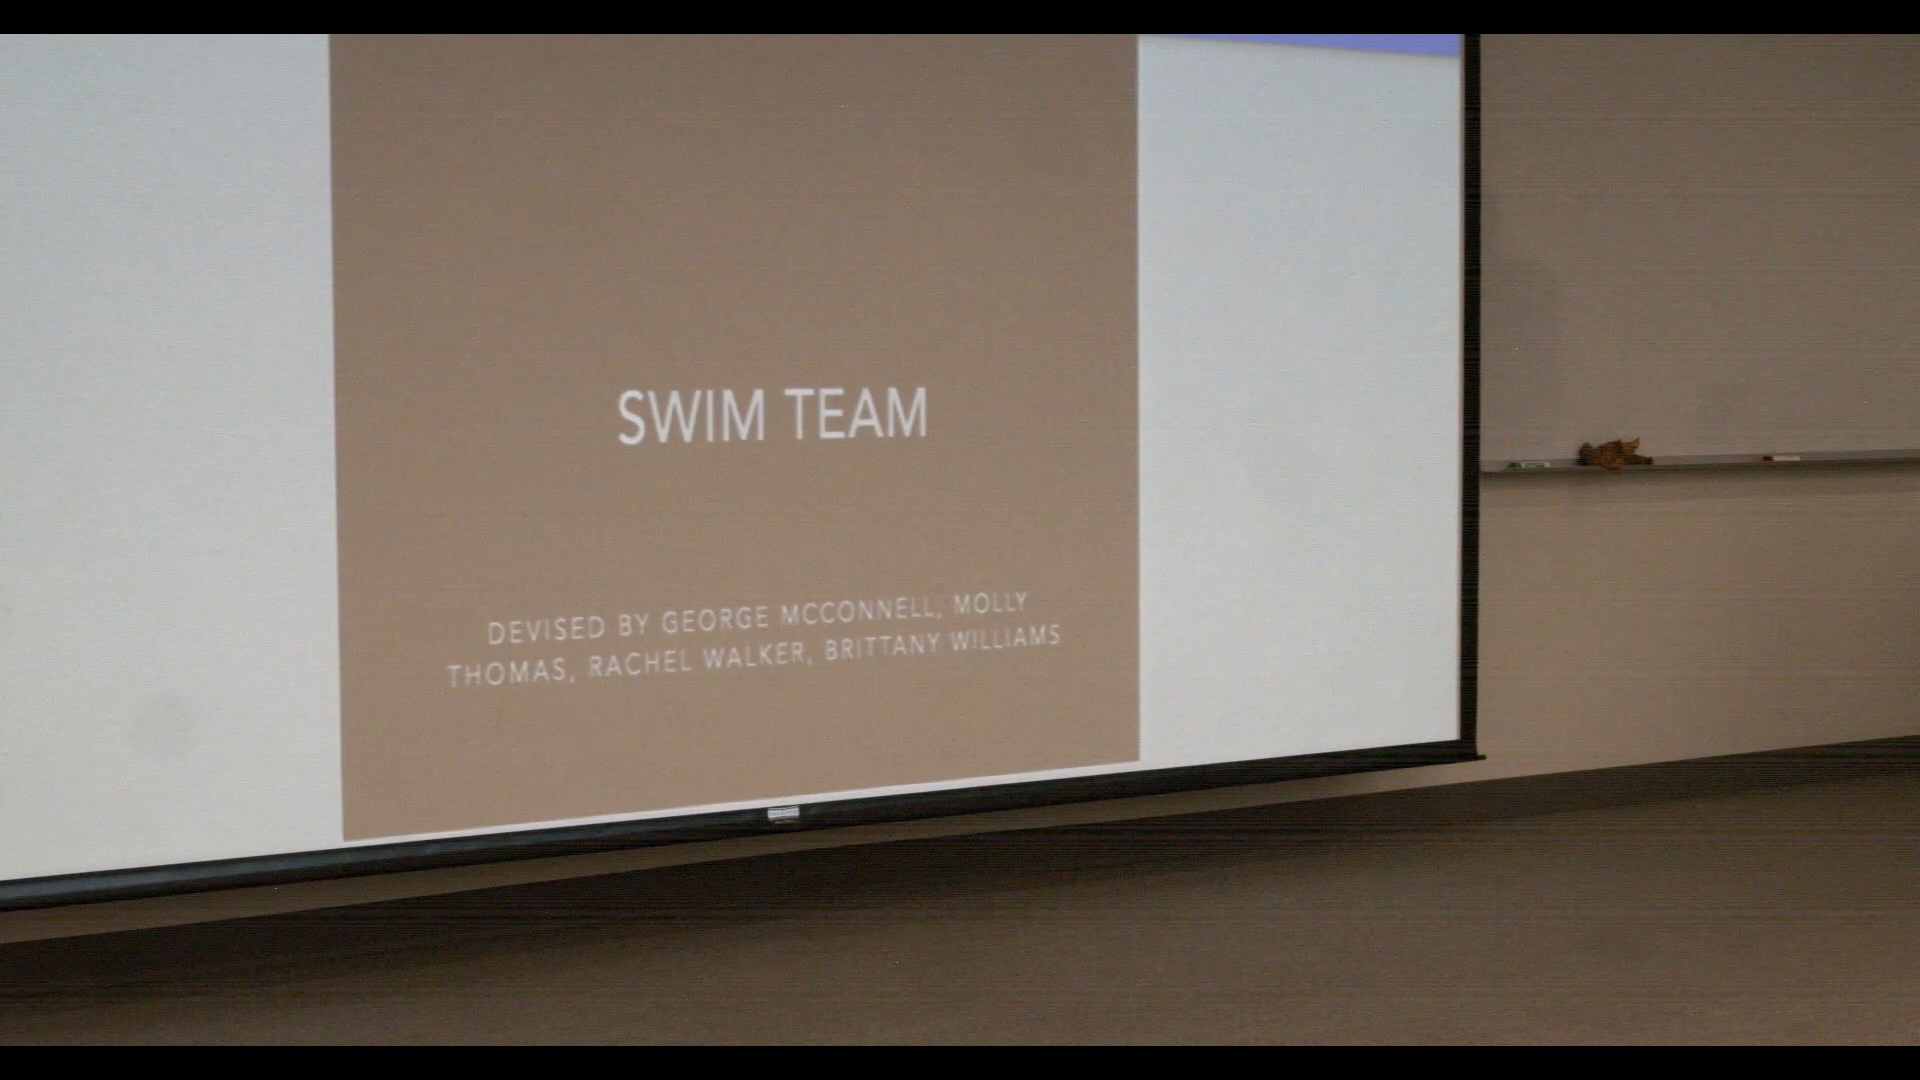 SWIM TEAM
DEVISED BY GEORGE MCCONNELL, MOLLY
THOMAS, RACHEL WALKER, BRITTANY WILLIAMS